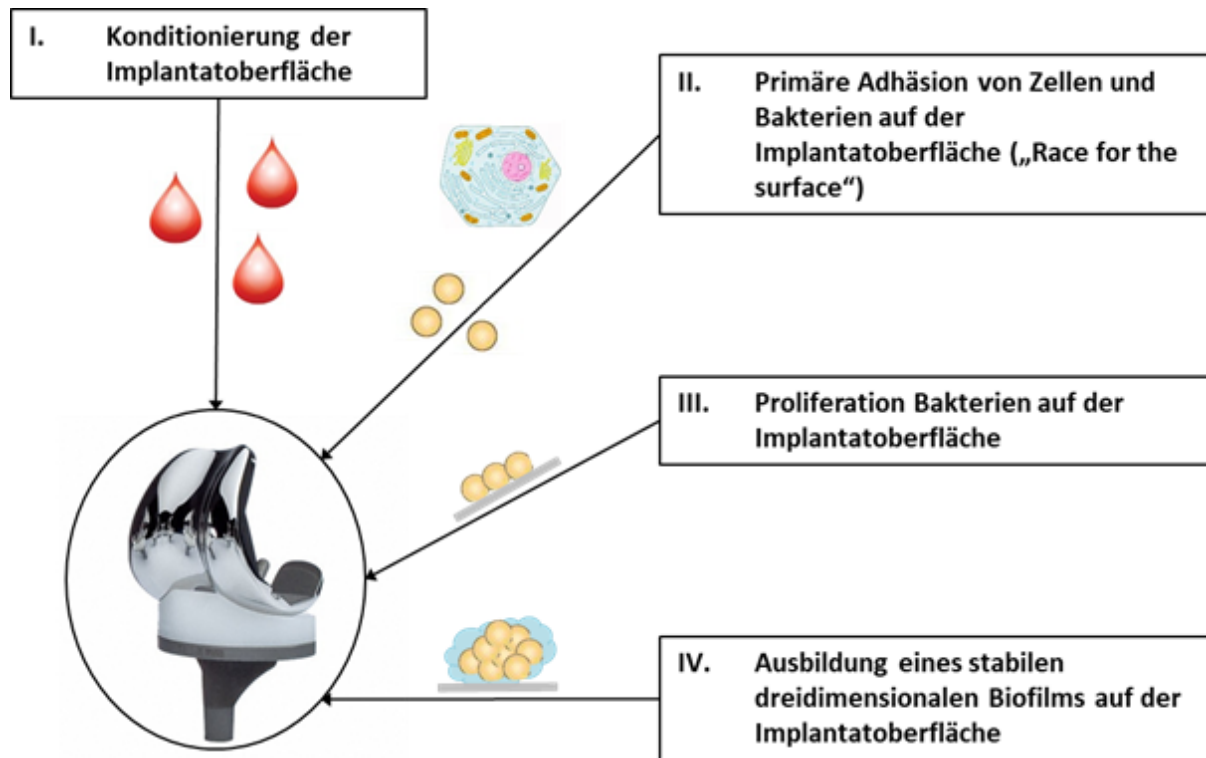 I. Konditionierung der
Implantatoberfläche
II. Primäre Adhäsion von Zellen und
Bakterien auf der
Implantatoberfläche („Race for the
surface“)
III. Proliferation Bakterien auf der
Implantatoberfläche
IV. Ausbildung eines stabilen
dreidimensionalen Biofilms auf der
Implantatoberfläche